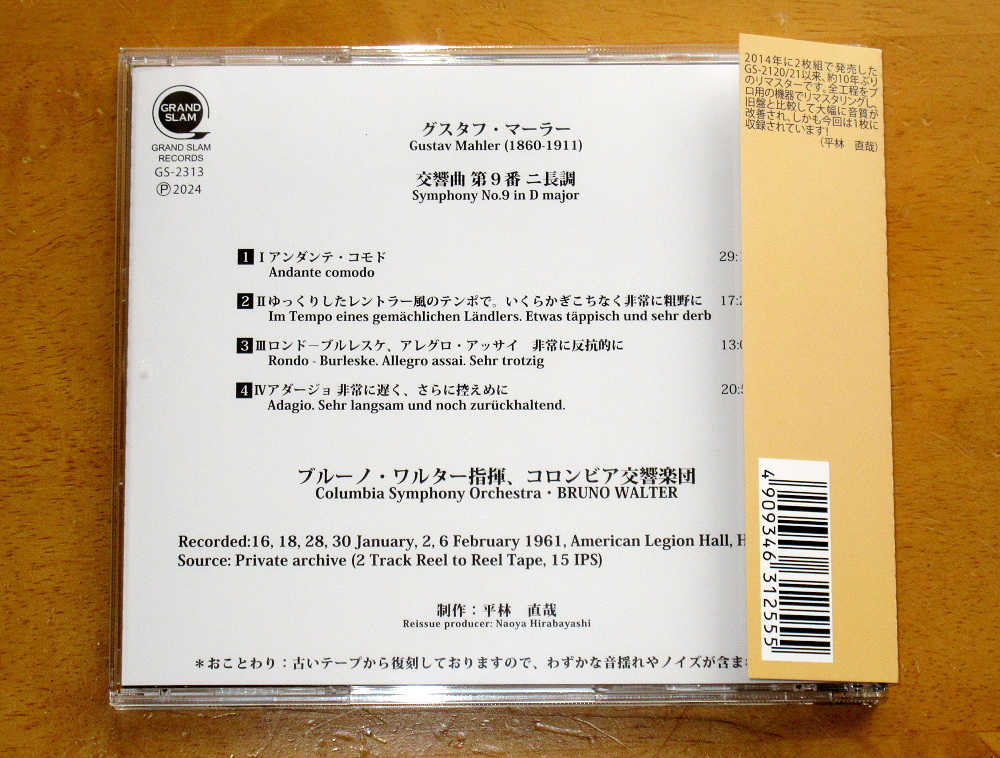 GRAND
SLAM
GRAND SLAM
RECORDS
GS-2313
Ⓟ2024
グスタフ・マーラー
Gustav Mahler (1860-1911)
交響曲 第９番 ニ長調
Symphony No.9 in D major
1 Ⅰアンダンテ・コモド 29:
Andante comodo
2 Ⅱゆっくりしたレントラー風のテンポで。いくらかぎこちなく非常に粗野に 17:2
Im Tempo eines gemächlichen Ländlers. Etwas täppisch und sehr derb
3 Ⅲロンド－ブルレスケ、アレグロ・アッサイ　非常に反抗的に 13:0
Rondo - Burleske. Allegro assai. Sehr trotzig
4 Ⅳアダージョ 非常に遅く、さらに控えめに 20:5
Adagio. Sehr langsam und noch zurückhaltend.
ブルーノ・ワルター指揮、コロンビア交響楽団
Columbia Symphony Orchestra・BRUNO WALTER
Recorded:16, 18, 28, 30 January, 2, 6 February 1961, American Legion Hall, H
Source: Private archive (2 Track Reel to Reel Tape, 15 IPS)
制作：平林　直哉
Reissue producer: Naoya Hirabayashi
＊おことわり：古いテープから復刻しておりますので、わずかな音揺れやノイズが含ま
2014年に2枚組で発売した
GS-2120/21以来、約10年ぶり
のリマスターです。全工程をプ
ロ用の機器でリマスタリングし、
旧盤と比較して大幅に音質が
改善され、しかも今回は1枚に
収録されています!
（平林　直哉）
4 909346 312555